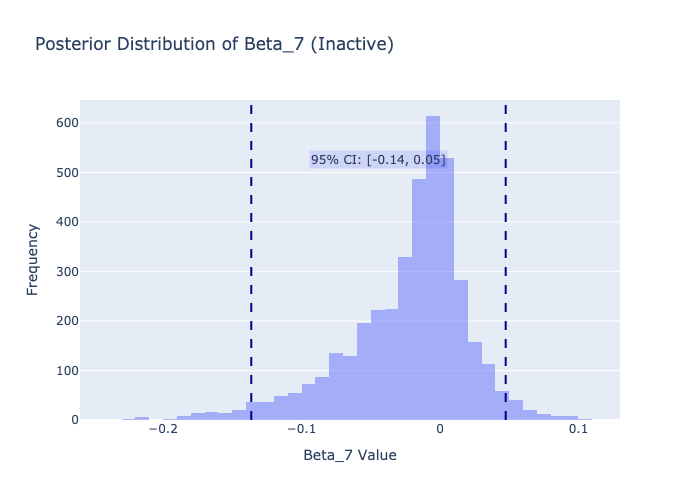 Posterior Distribution of Beta_7 (Inactive)
95% CI: [-0.14, 0.05]
Frequency
600
500
400
300
200
100
0
−0.2
−0.1
0
0.1
Beta_7 Value